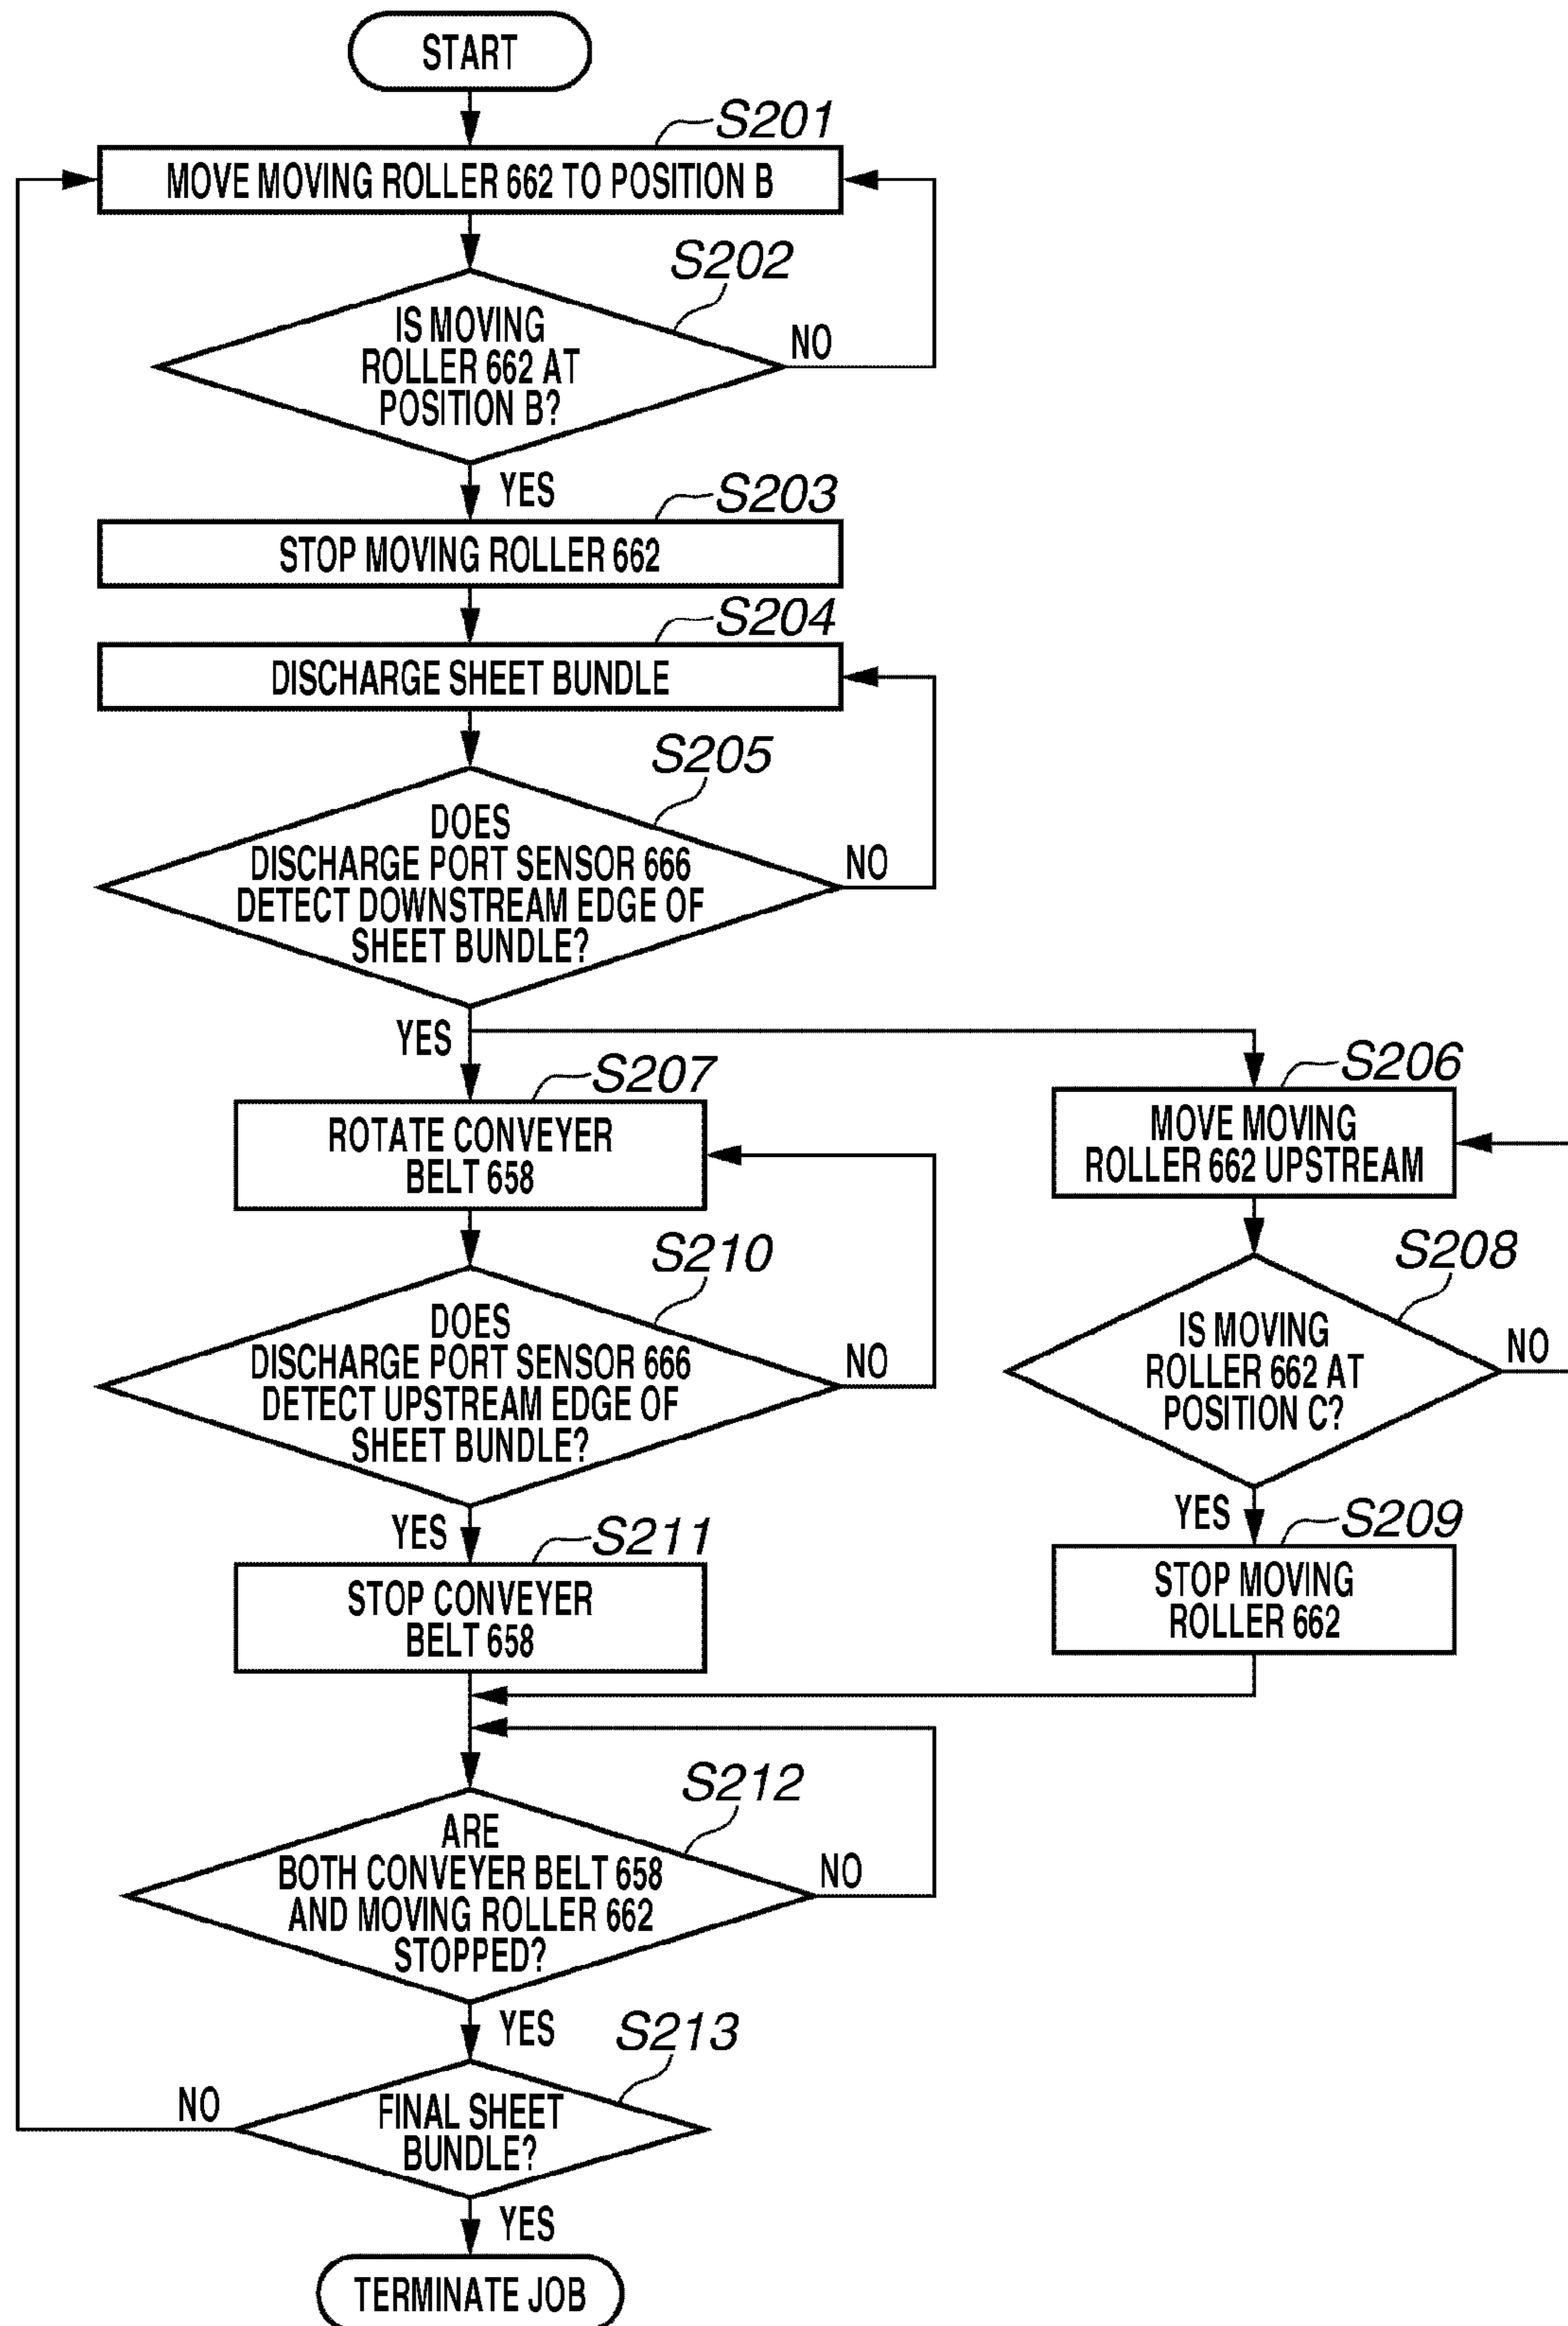 START
S201
MOVE MOVING ROLLER 662 TO POSITION B
S202
IS MOVING
ROLLER 662 AT
POSITION B?
NO
YES
S203
STOP MOVING ROLLER 662
S204
DISCHARGE SHEET BUNDLE
S205
DOES
DISCHARGE PORT SENSOR 666
DETECT DOWNSTREAM EDGE OF
SHEET BUNDLE?
NO
YES
S207
ROTATE CONVEYER
BELT 658
S206
MOVE MOVING
ROLLER 662 UPSTREAM
S210
DOES
DISCHARGE PORT SENSOR 666
DETECT UPSTREAM EDGE OF
SHEET BUNDLE?
NO
S208
IS MOVING
ROLLER 662 AT
POSITION C?
NO
YES
S211
STOP CONVEYER
BELT 658
YES
S209
STOP MOVING
ROLLER 662
S212
ARE
BOTH CONVEYER BELT 658
AND MOVING ROLLER 662
STOPPED?
NO
YES
S213
FINAL SHEET
BUNDLE?
NO
YES
TERMINATE JOB